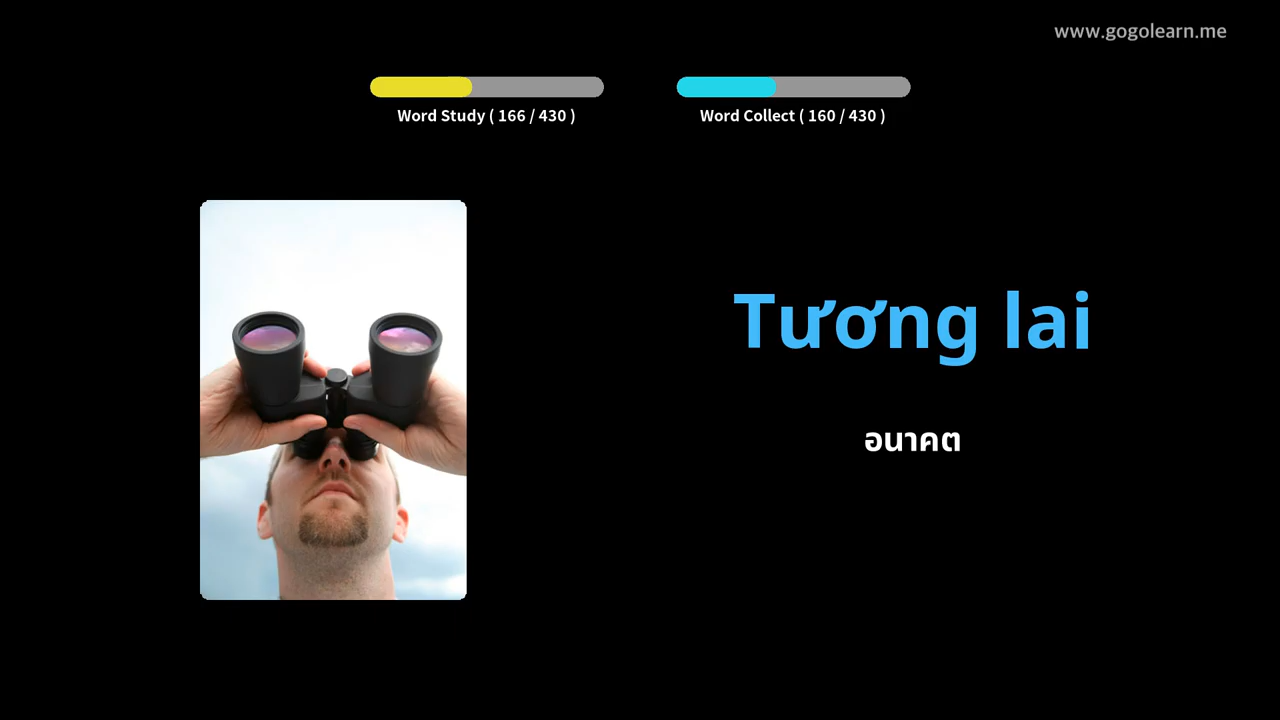 www.gogolearn.me
Word Study ( 166 / 430 )
Word Collect ( 160 / 430 )
Tương lai
อนาคต